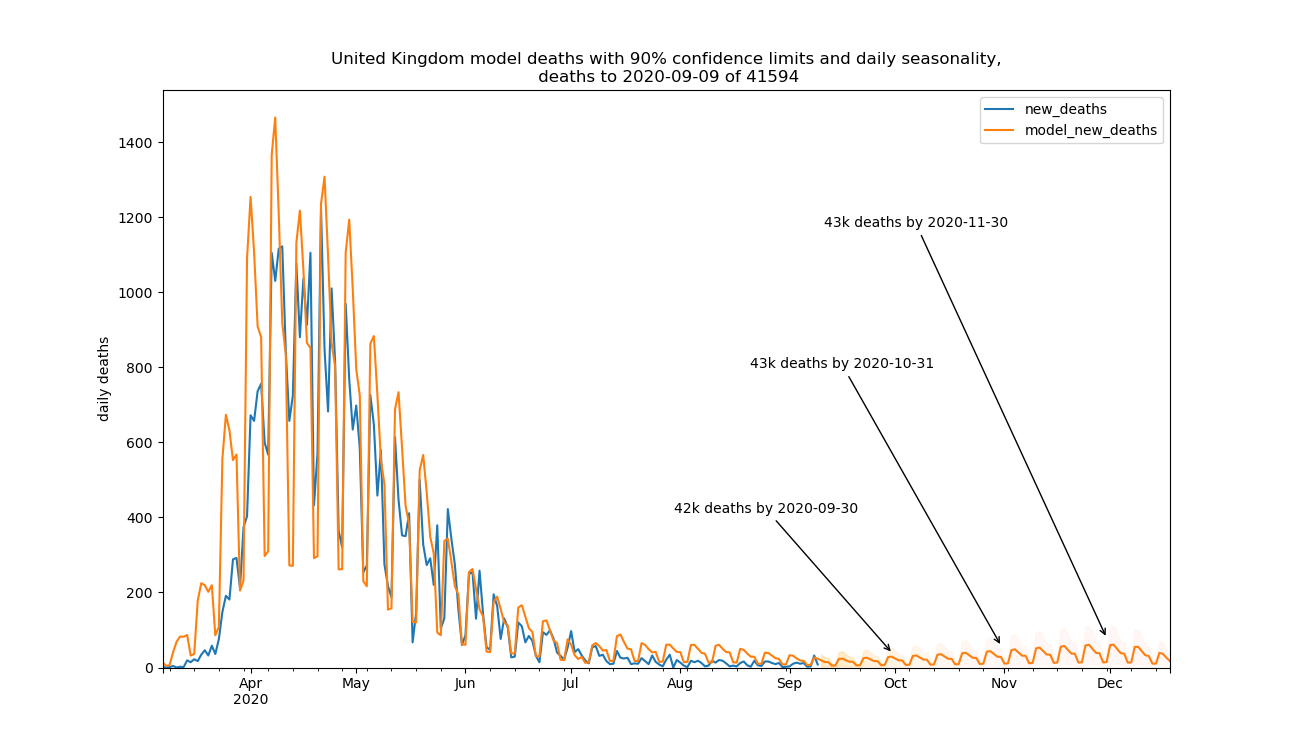 United Kingdom model deaths with 90% confidence limits and daily seasonality,
deaths to 2020-09-09 of 41594
new_deaths
model_new_deaths
1400
1200
1000
800
600
400
200
0
daily deaths
43k deaths by 2020-11-30
43k deaths by 2020-10-31
42k deaths by 2020-09-30
Apr May Jun Jul Aug Sep Oct Nov Dec
2020